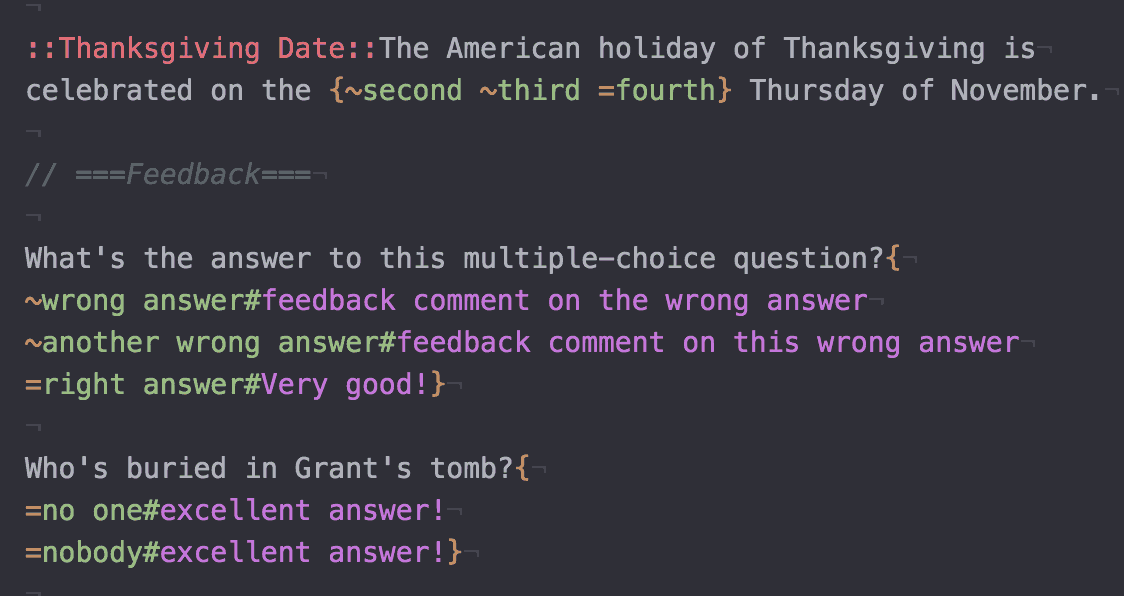 ::Thanksgiving Date::The American holiday of Thanksgiving is¬
celebrated on the {~second ~third =fourth} Thursday of November.¬
¬
// ===Feedback===¬
¬
What's the answer to this multiple-choice question?{¬
~wrong answer#feedback comment on the wrong answer¬
~another wrong answer#feedback comment on this wrong answer¬
=right answer#Very good!}¬
¬
Who's buried in Grant's tomb?{¬
=no one#excellent answer!¬
=nobody#excellent answer!}¬